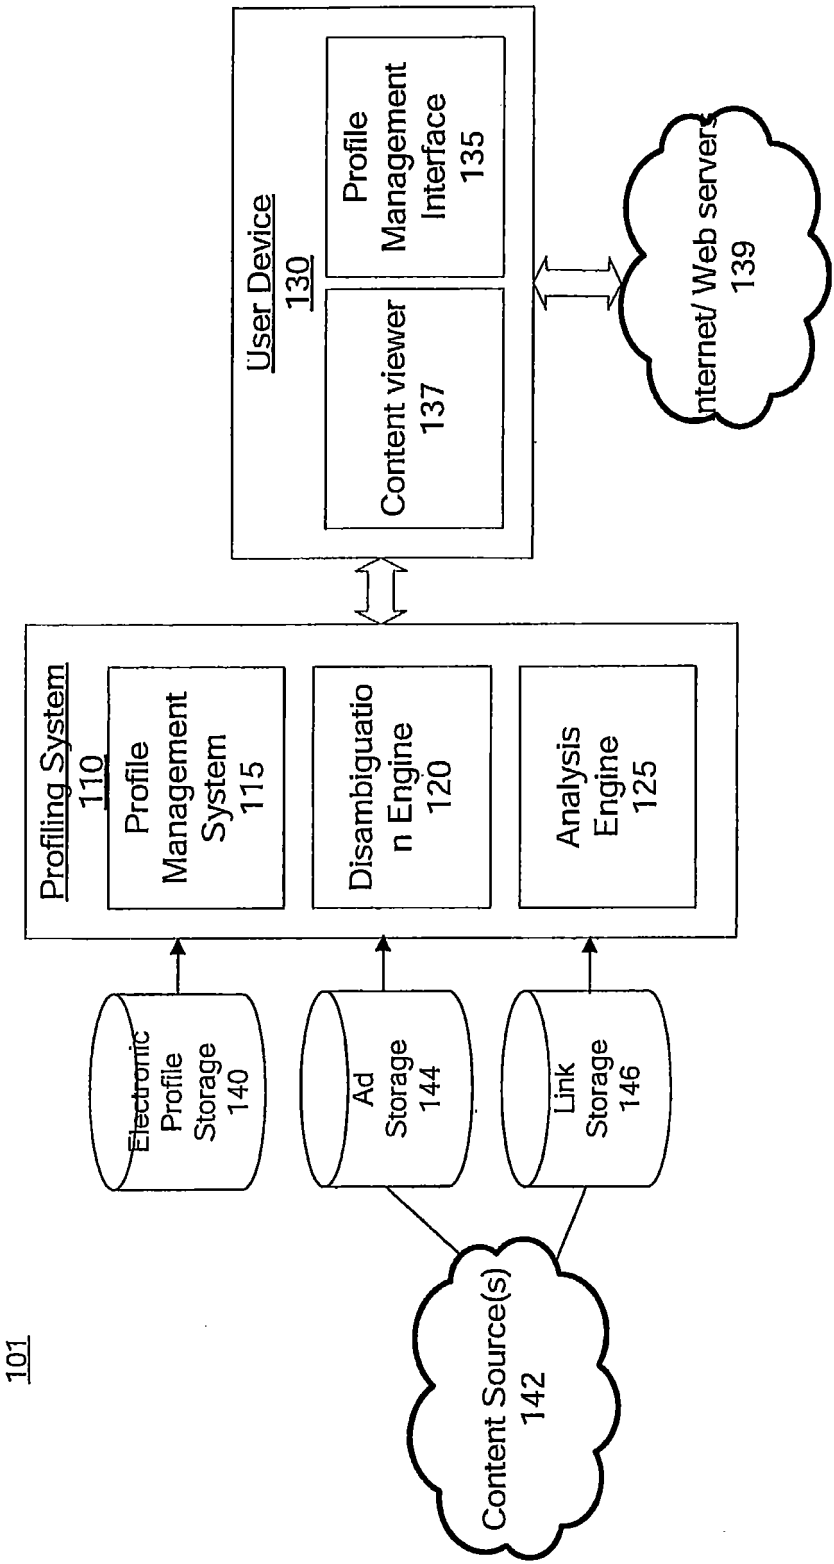 101
Content Source(s)
142
Electronic
Profile
Storage
140
Ad
Storage
144
Link
Storage
146
Profiling System
110
Profile
Management
System
115
Disambiguatio
n Engine
120
Analysis
Engine
125
User Device
130
Content viewer
137
Profile
Management
Interface
135
Internet/ Web servers
139